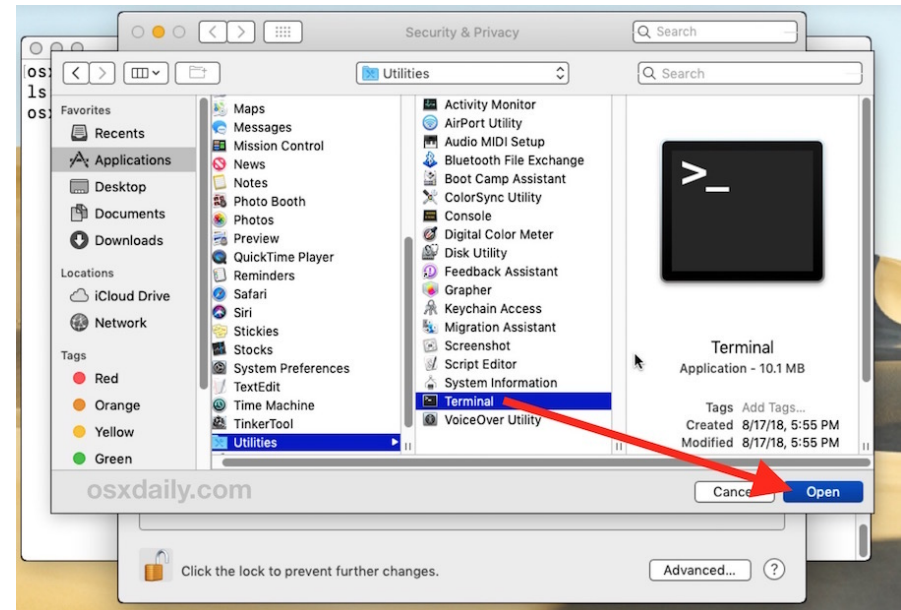 Security & Privacy
Search
os
ls
os
Utilities
Search
Favorites
Recents
Applications
Desktop
Documents
Downloads
Locations
iCloud Drive
Network
Tags
Red
Orange
Yellow
Green
Maps
Messages
Mission Control
News
Notes
Photo Booth
Photos
Preview
QuickTime Player
Reminders
Safari
Siri
Stickies
Stocks
System Preferences
TextEdit
Time Machine
TinkerTool
Utilities
Activity Monitor
AirPort Utility
Audio MIDI Setup
Bluetooth File Exchange
Boot Camp Assistant
ColorSync Utility
Console
Digital Color Meter
Disk Utility
Feedback Assistant
Grapher
Keychain Access
Migration Assistant
Screenshot
Script Editor
System Information
Terminal
VoiceOver Utility
>_
Terminal
Application - 10.1 MB
Tags Add Tags...
Created 8/17/18, 5:55 PM
Modified 8/17/18, 5:55 PM
osxdaily.com
Cancel
Open
Click the lock to prevent further changes.
Advanced...
?